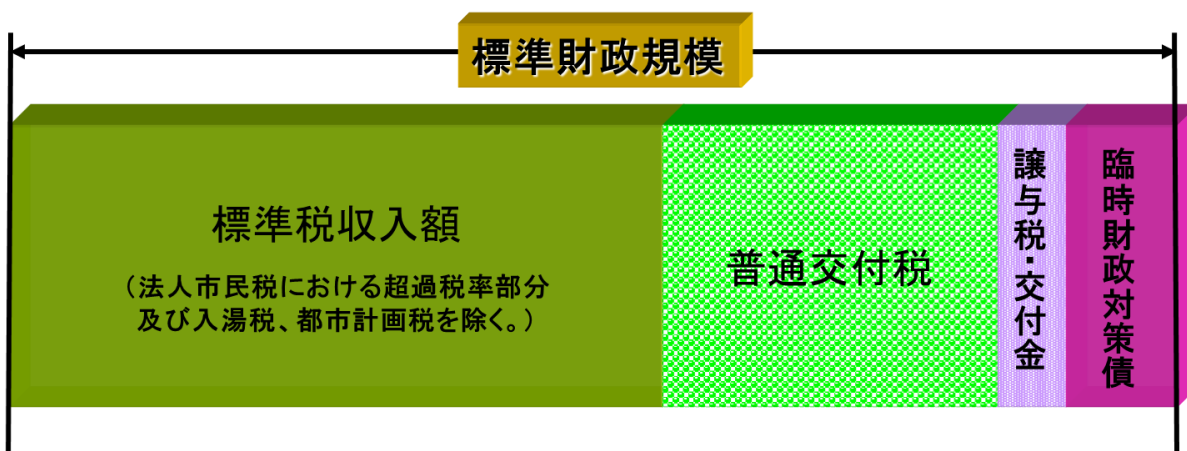 標準財政規模
標準税収入額
（法人市民税における超過税率部分
及び入湯税、都市計画税を除く。）
普通交付税
譲与税・交付金
臨時財政対策債